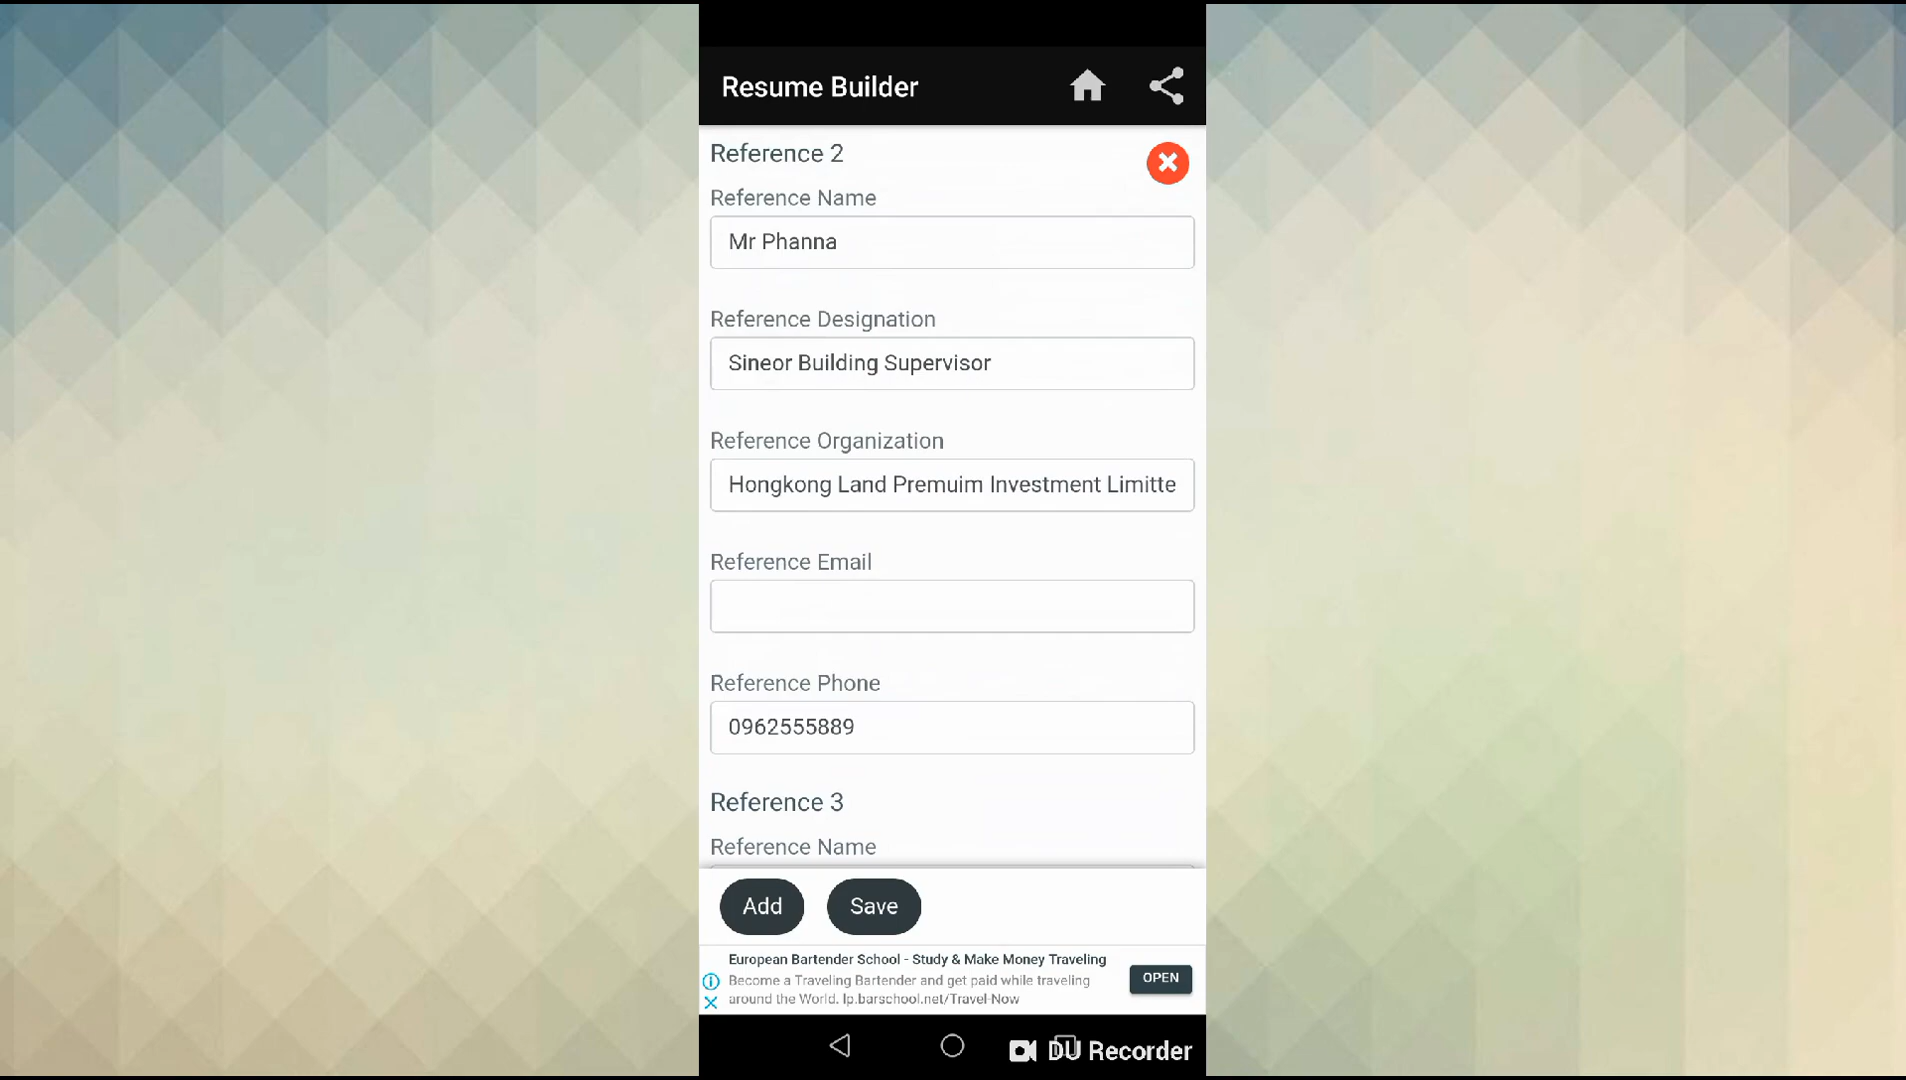 Resume Builder
Reference 2
Reference Name
Mr Phanna
Reference Designation
Sineor Building Supervisor
Reference Organization
Hongkong Land Premuim Investment Limitte
Reference Email
Reference Phone
0962555889
Reference 3
Reference Name
Add
Save
European Bartender School - Study & Make Money Traveling
Become a Traveling Bartender and get paid while traveling
around the World. lp.barschool.net/Travel-Now
OPEN
DU Recorder